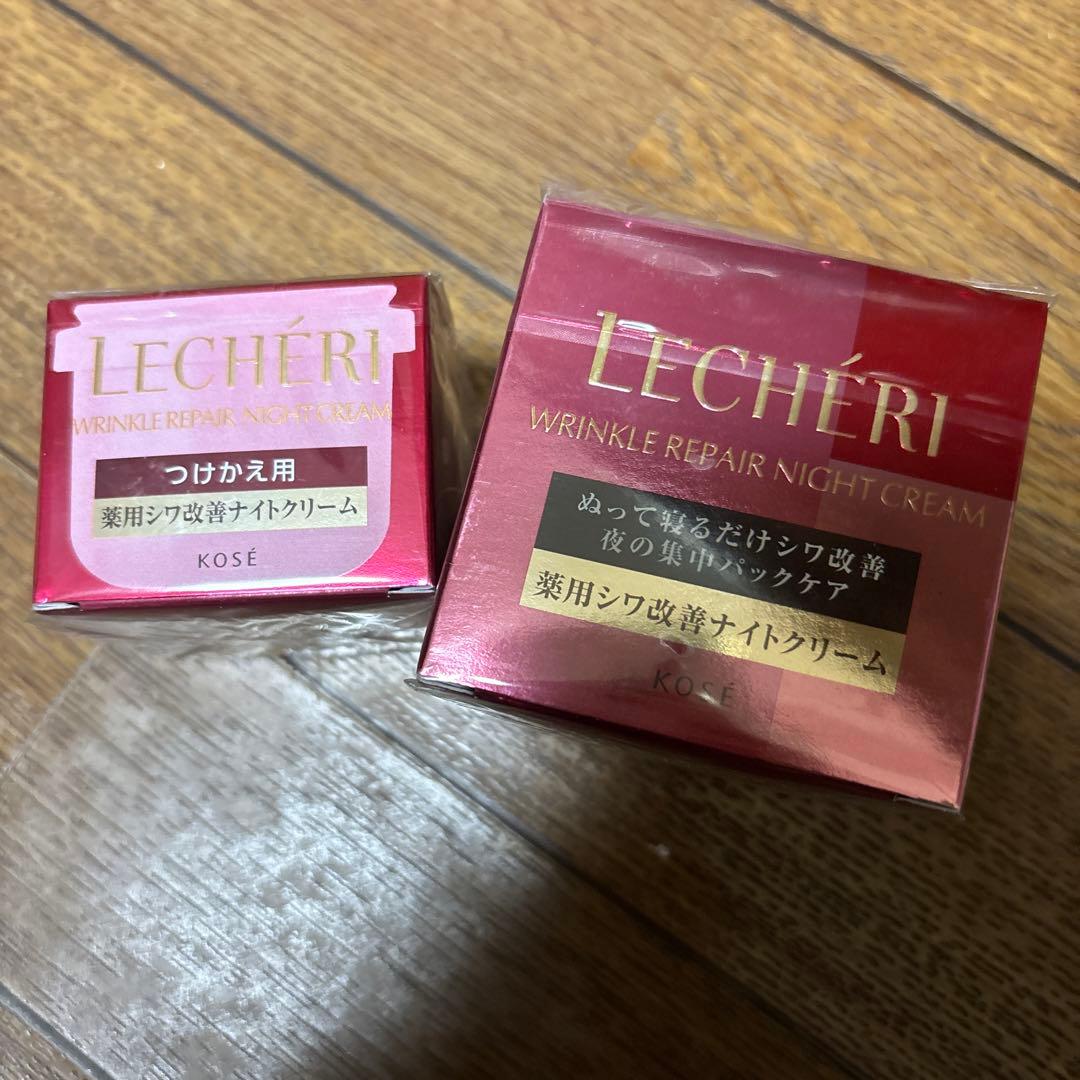 LECHÉRI
WRINKLE REPAIR NIGHT CREAM
つけかえ用
薬用シワ改善ナイトクリーム
KOSÉ
LECHÉRI
WRINKLE REPAIR NIGHT CREAM
ぬって寝るだけシワ改善
夜の集中パックケア
薬用シワ改善ナイトクリーム
KOSÉ